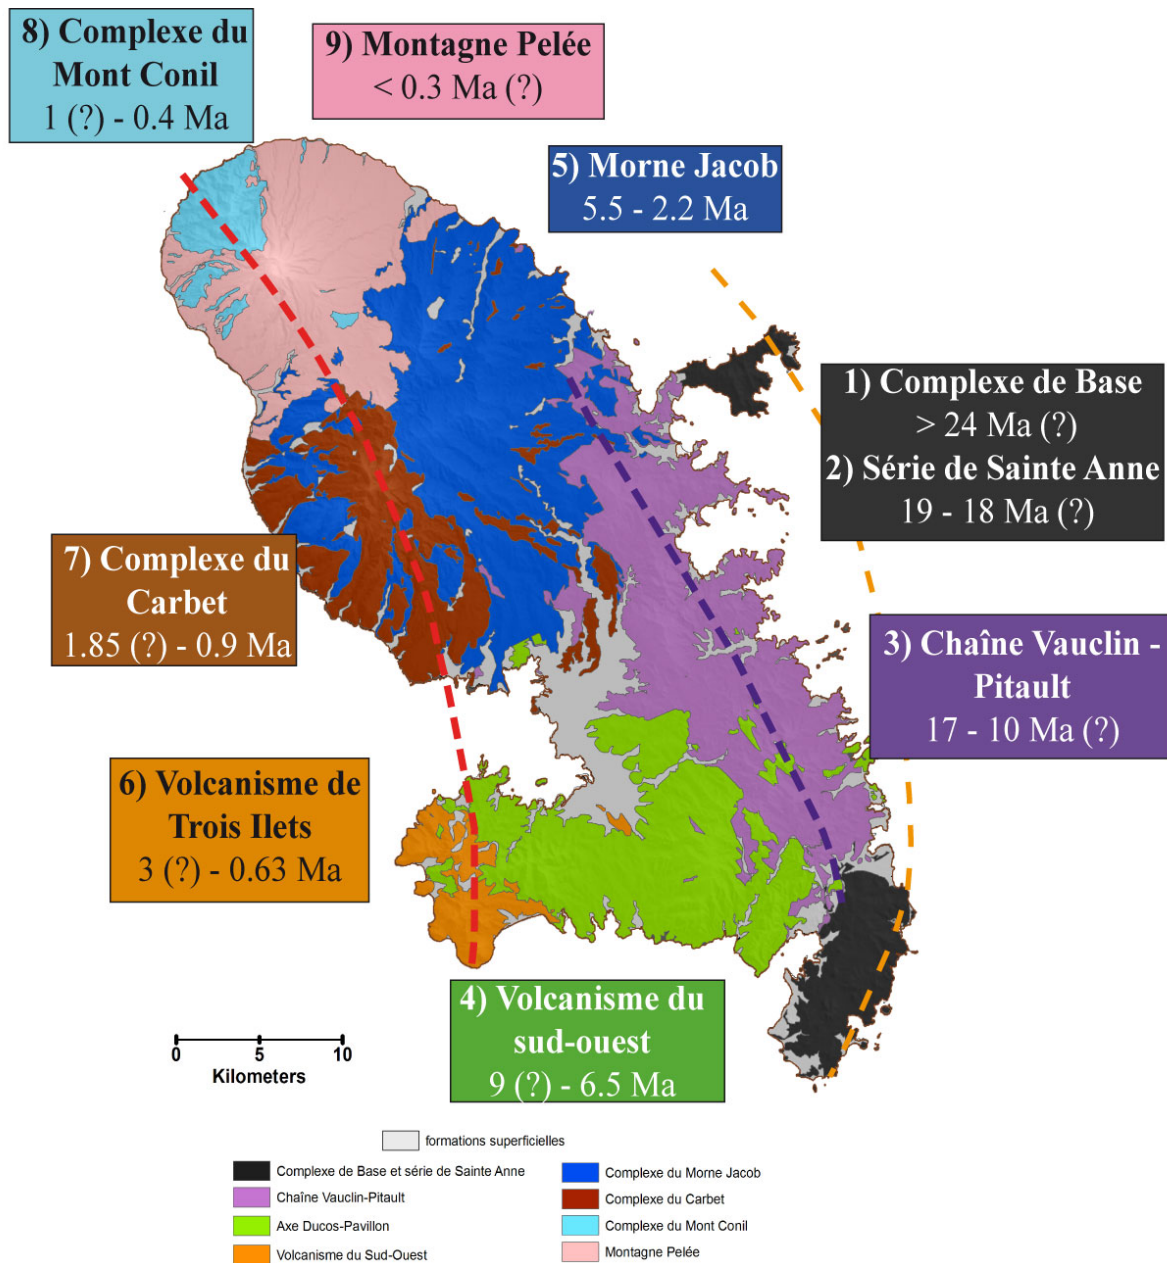 8) Complexe du
Mont Conil
1 (?) - 0.4 Ma
9) Montagne Pelée
< 0.3 Ma (?)
5) Morne Jacob
5.5 - 2.2 Ma
1) Complexe de Base
> 24 Ma (?)
2) Série de Sainte Anne
19 - 18 Ma (?)
7) Complexe du
Carbet
1.85 (?) - 0.9 Ma
3) Chaîne Vauclin -
Pitault
17 - 10 Ma (?)
6) Volcanisme de
Trois Ilets
3 (?) - 0.63 Ma
4) Volcanisme du
sud-ouest
9 (?) - 6.5 Ma
0 5 10
Kilometers
formations superficielles
Complexe de Base et série de Sainte Anne
Chaîne Vauclin-Pitault
Axe Ducos-Pavillon
Volcanisme du Sud-Ouest
Complexe du Morne Jacob
Complexe du Carbet
Complexe du Mont Conil
Montagne Pelée